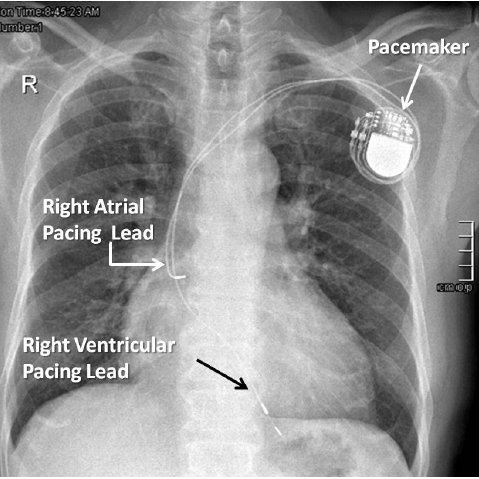 on Time:8:45:23 AM
umber:1
Pacemaker
R
Right Atrial
Pacing Lead
Right Ventricular
Pacing Lead